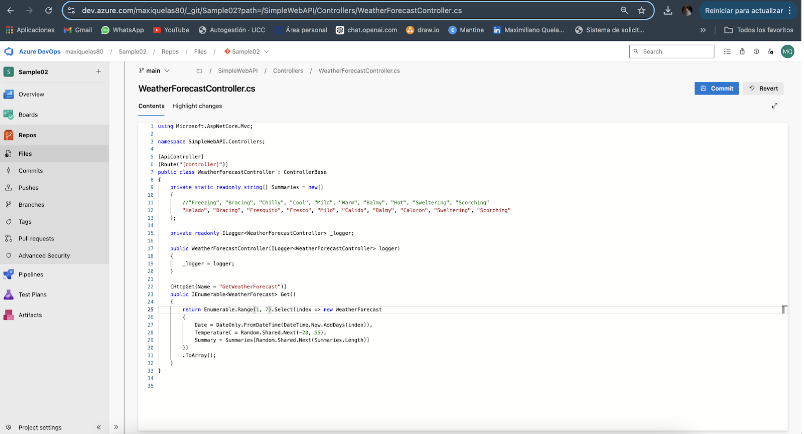 dev.azure.com/maxiquelas80/_git/Sample02?path=/SimpleWebAPI/Controllers/WeatherForecastController.cs
Reiniciar para actualizar
Aplicaciones
Gmail
WhatsApp
YouTube
Autogestión · UCC
Área personal
chat.openai.com
draw.io
Mantine
Maximiliano Quela...
Sistema de solicit...
Todos los favoritos
Azure DevOps
maxiquelas80 / Sample02 / Repos / Files / Sample02
Search
MG
S Sample02
Overview
Boards
Repos
Files
Commits
Pushes
Branches
Tags
Pull requests
Advanced Security
Pipelines
Test Plans
Artifacts
Project settings
main
/ SimpleWebAPI / Controllers / WeatherForecastController.cs
WeatherForecastController.cs
Commit
Revert
Contents Highlight changes
1 using Microsoft.AspNetCore.Mvc;
2
3 namespace SimpleWebAPI.Controllers;
4
5 [ApiController]
6 [Route("[controller]")]
7 public class WeatherForecastController : ControllerBase
8 {
9 private static readonly string[] Summaries = new[]
10 {
11 //"Freezing", "Bracing", "Chilly", "Cool", "Mild", "Warm", "Balmy", "Hot", "Sweltering", "Scorching"
12 "Helado", "Bracing", "Fresquito", "Fresco", "Mild", "Calido", "Balmy", "Caloron", "Sweltering", "Scorching"
13 };
14
15 private readonly ILogger<WeatherForecastController> _logger;
16
17 public WeatherForecastController(ILogger<WeatherForecastController> logger)
18 {
19 _logger = logger;
20 }
21
22 [HttpGet(Name = "GetWeatherForecast")]
23 public IEnumerable<WeatherForecast> Get()
24 {
25 return Enumerable.Range(1, 7).Select(index => new WeatherForecast
26 {
27 Date = DateOnly.FromDateTime(DateTime.Now.AddDays(index)),
28 TemperatureC = Random.Shared.Next(-20, 55),
29 Summary = Summaries[Random.Shared.Next(Summaries.Length)]
30 })
31 .ToArray();
32 }
33 }
34
35